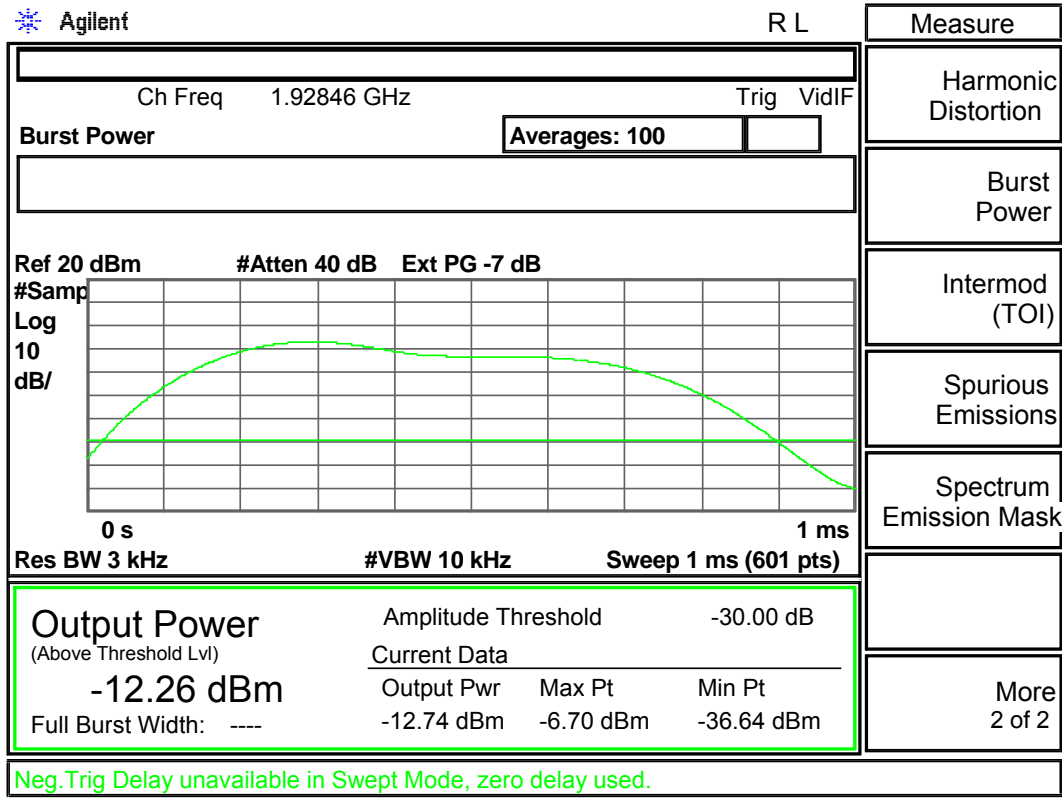 Agilent R L Measure
Ch Freq 1.92846 GHz Trig VidIF
Burst Power Averages: 100
Harmonic
Distortion
Burst
Power
Intermod
(TOI)
Spurious
Emissions
Spectrum
Emission Mask
More
2 of 2
Ref 20 dBm #Atten 40 dB Ext PG -7 dB
#Samp
Log
10
dB/
0 s 1 ms
Res BW 3 kHz #VBW 10 kHz Sweep 1 ms (601 pts)
Output Power
(Above Threshold Lvl)
-12.26 dBm
Full Burst Width: ----
Amplitude Threshold -30.00 dB
Current Data
Output Pwr Max Pt Min Pt
-12.74 dBm -6.70 dBm -36.64 dBm
Neg.Trig Delay unavailable in Swept Mode, zero delay used.